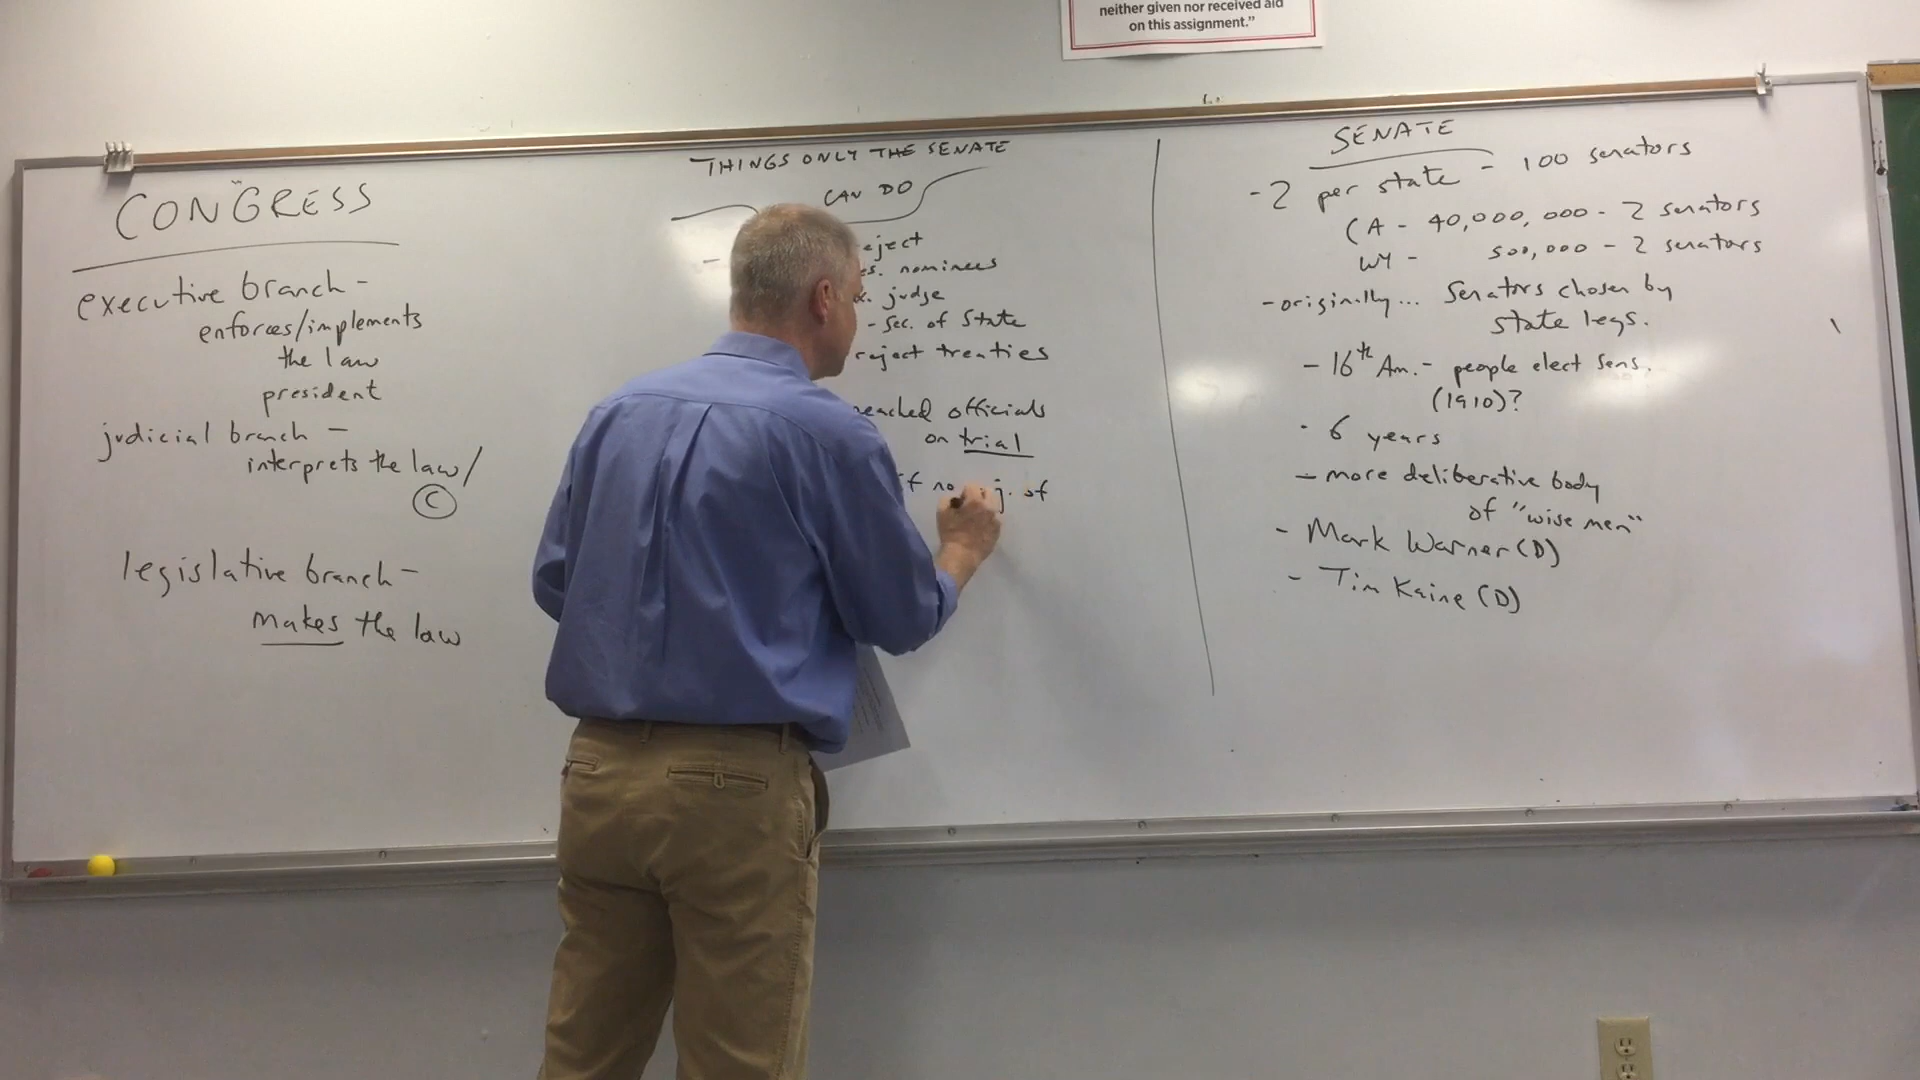 neither given nor received aid
on this assignment."
CONGRESS
executive branch -
enforces/implements
the law
president
judicial branch -
interprets the law/
©
legislative branch -
makes the law
THINGS ONLY THE SENATE
CAN DO
eject
es. nominees
judge
- Sec. of State
reject treaties
eached officials
on trial
if no
j. of
SENATE
- 2 per state - 100 senators
CA - 40,000,000 - 2 senators
WY - 500,000 - 2 senators
- originally... Senators chosen by
state legs.
- 16th Am. - people elect sens.
(1910)?
- 6 years
- more deliberative body
of "wise men"
- Mark Warner (D)
- Tim Kaine (D)